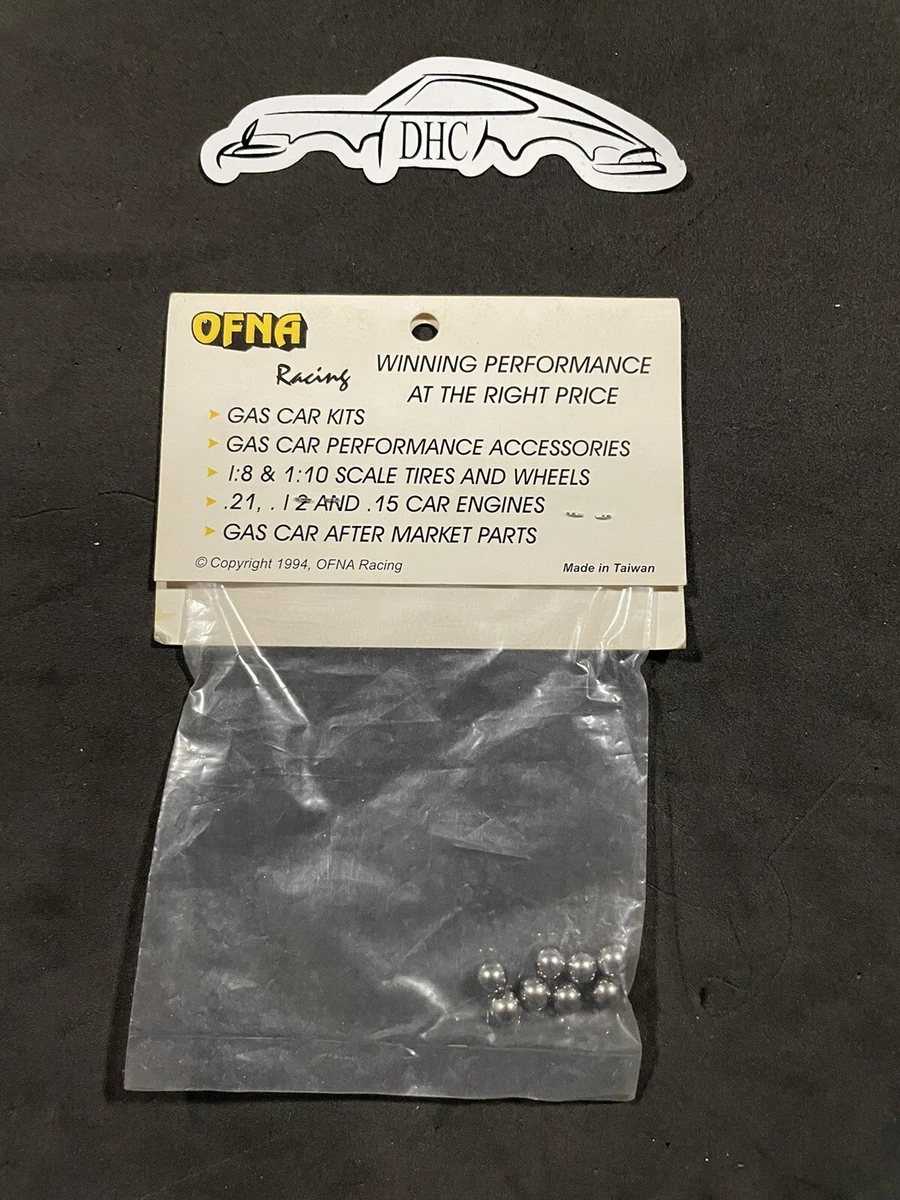 DHC
OFNA
Racing
WINNING PERFORMANCE
AT THE RIGHT PRICE
GAS CAR KITS
GAS CAR PERFORMANCE ACCESSORIES
1:8 & 1:10 SCALE TIRES AND WHEELS
.21, .12 AND .15 CAR ENGINES
GAS CAR AFTER MARKET PARTS
© Copyright 1994, OFNA Racing
Made in Taiwan